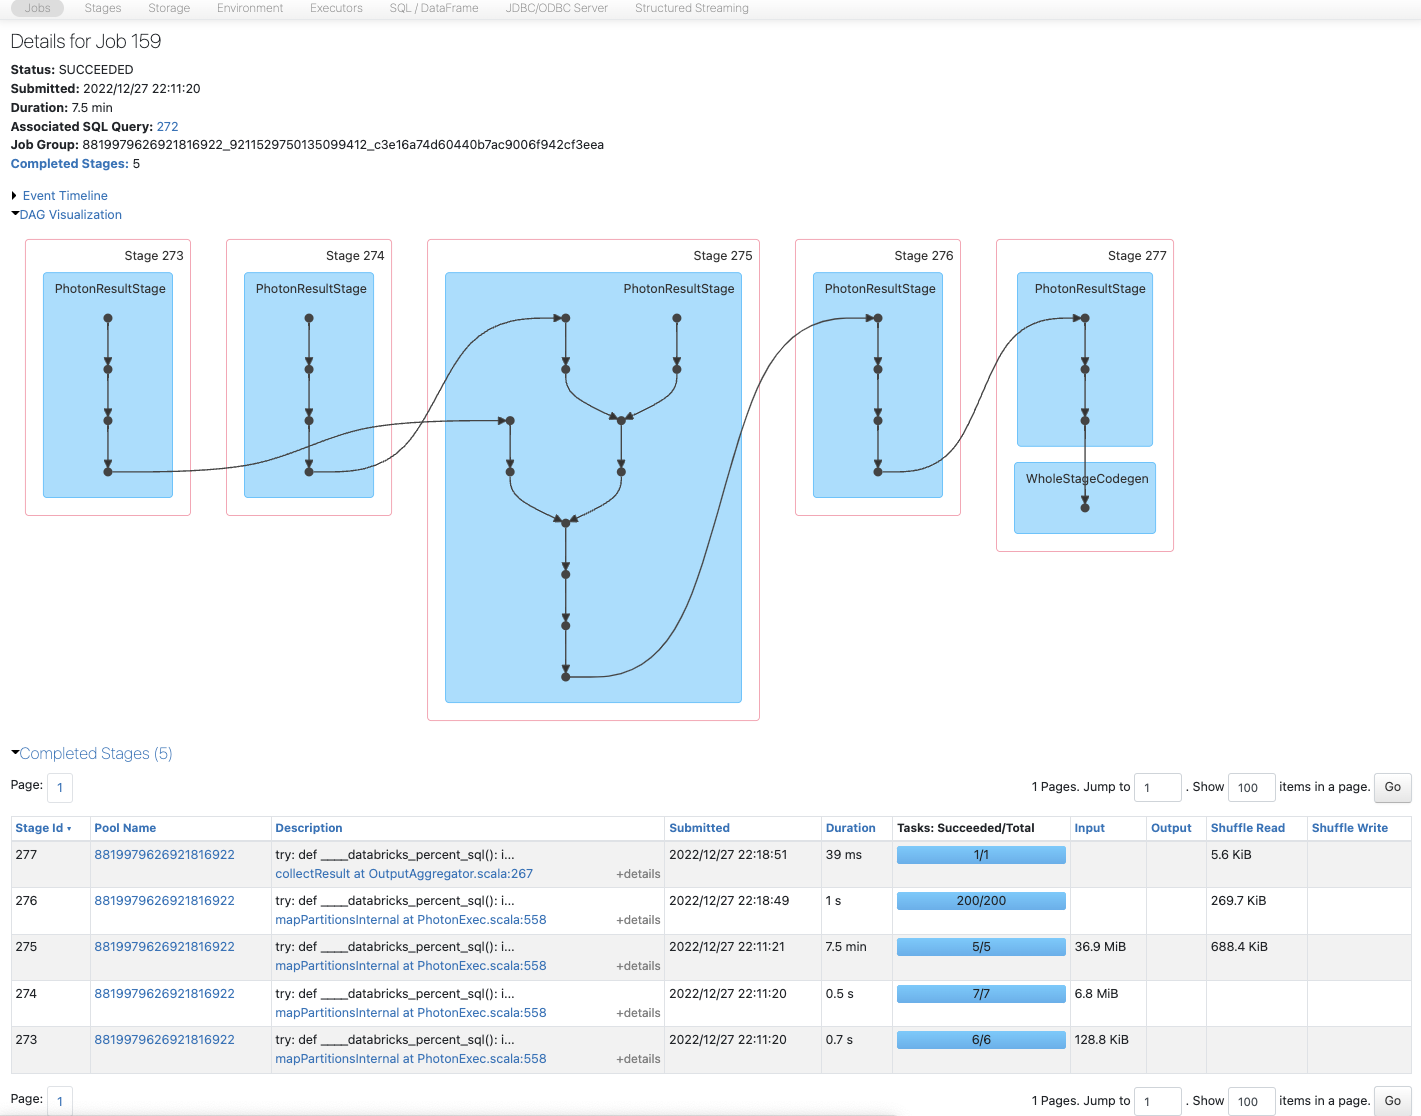 Jobs Stages Storage Environment Executors SQL / DataFrame JDBC/ODBC Server Structured Streaming
Details for Job 159
Status: SUCCEEDED
Submitted: 2022/12/27 22:11:20
Duration: 7.5 min
Associated SQL Query: 272
Job Group: 8819979626921816922_9211529750135099412_c3e16a74d60440b7ac9006f942cf3eea
Completed Stages: 5
Event Timeline
DAG Visualization
Stage 273 Stage 274 Stage 275 Stage 276 Stage 277
PhotonResultStage PhotonResultStage PhotonResultStage PhotonResultStage PhotonResultStage
WholeStageCodegen
Completed Stages (5)
Page: 1 1 Pages. Jump to 1 . Show 100 items in a page. Go
Stage Id Pool Name Description Submitted Duration Tasks: Succeeded/Total Input Output Shuffle Read Shuffle Write
277 8819979626921816922 try: def ____databricks_percent_sql(): i... 2022/12/27 22:18:51 39 ms 1/1 5.6 KiB
collectResult at OutputAggregator.scala:267 +details
276 8819979626921816922 try: def ____databricks_percent_sql(): i... 2022/12/27 22:18:49 1 s 200/200 269.7 KiB
mapPartitionsInternal at PhotonExec.scala:558 +details
275 8819979626921816922 try: def ____databricks_percent_sql(): i... 2022/12/27 22:11:21 7.5 min 5/5 36.9 MiB 688.4 KiB
mapPartitionsInternal at PhotonExec.scala:558 +details
274 8819979626921816922 try: def ____databricks_percent_sql(): i... 2022/12/27 22:11:20 0.5 s 7/7 6.8 MiB
mapPartitionsInternal at PhotonExec.scala:558 +details
273 8819979626921816922 try: def ____databricks_percent_sql(): i... 2022/12/27 22:11:20 0.7 s 6/6 128.8 KiB
mapPartitionsInternal at PhotonExec.scala:558 +details
Page: 1 1 Pages. Jump to 1 . Show 100 items in a page. Go